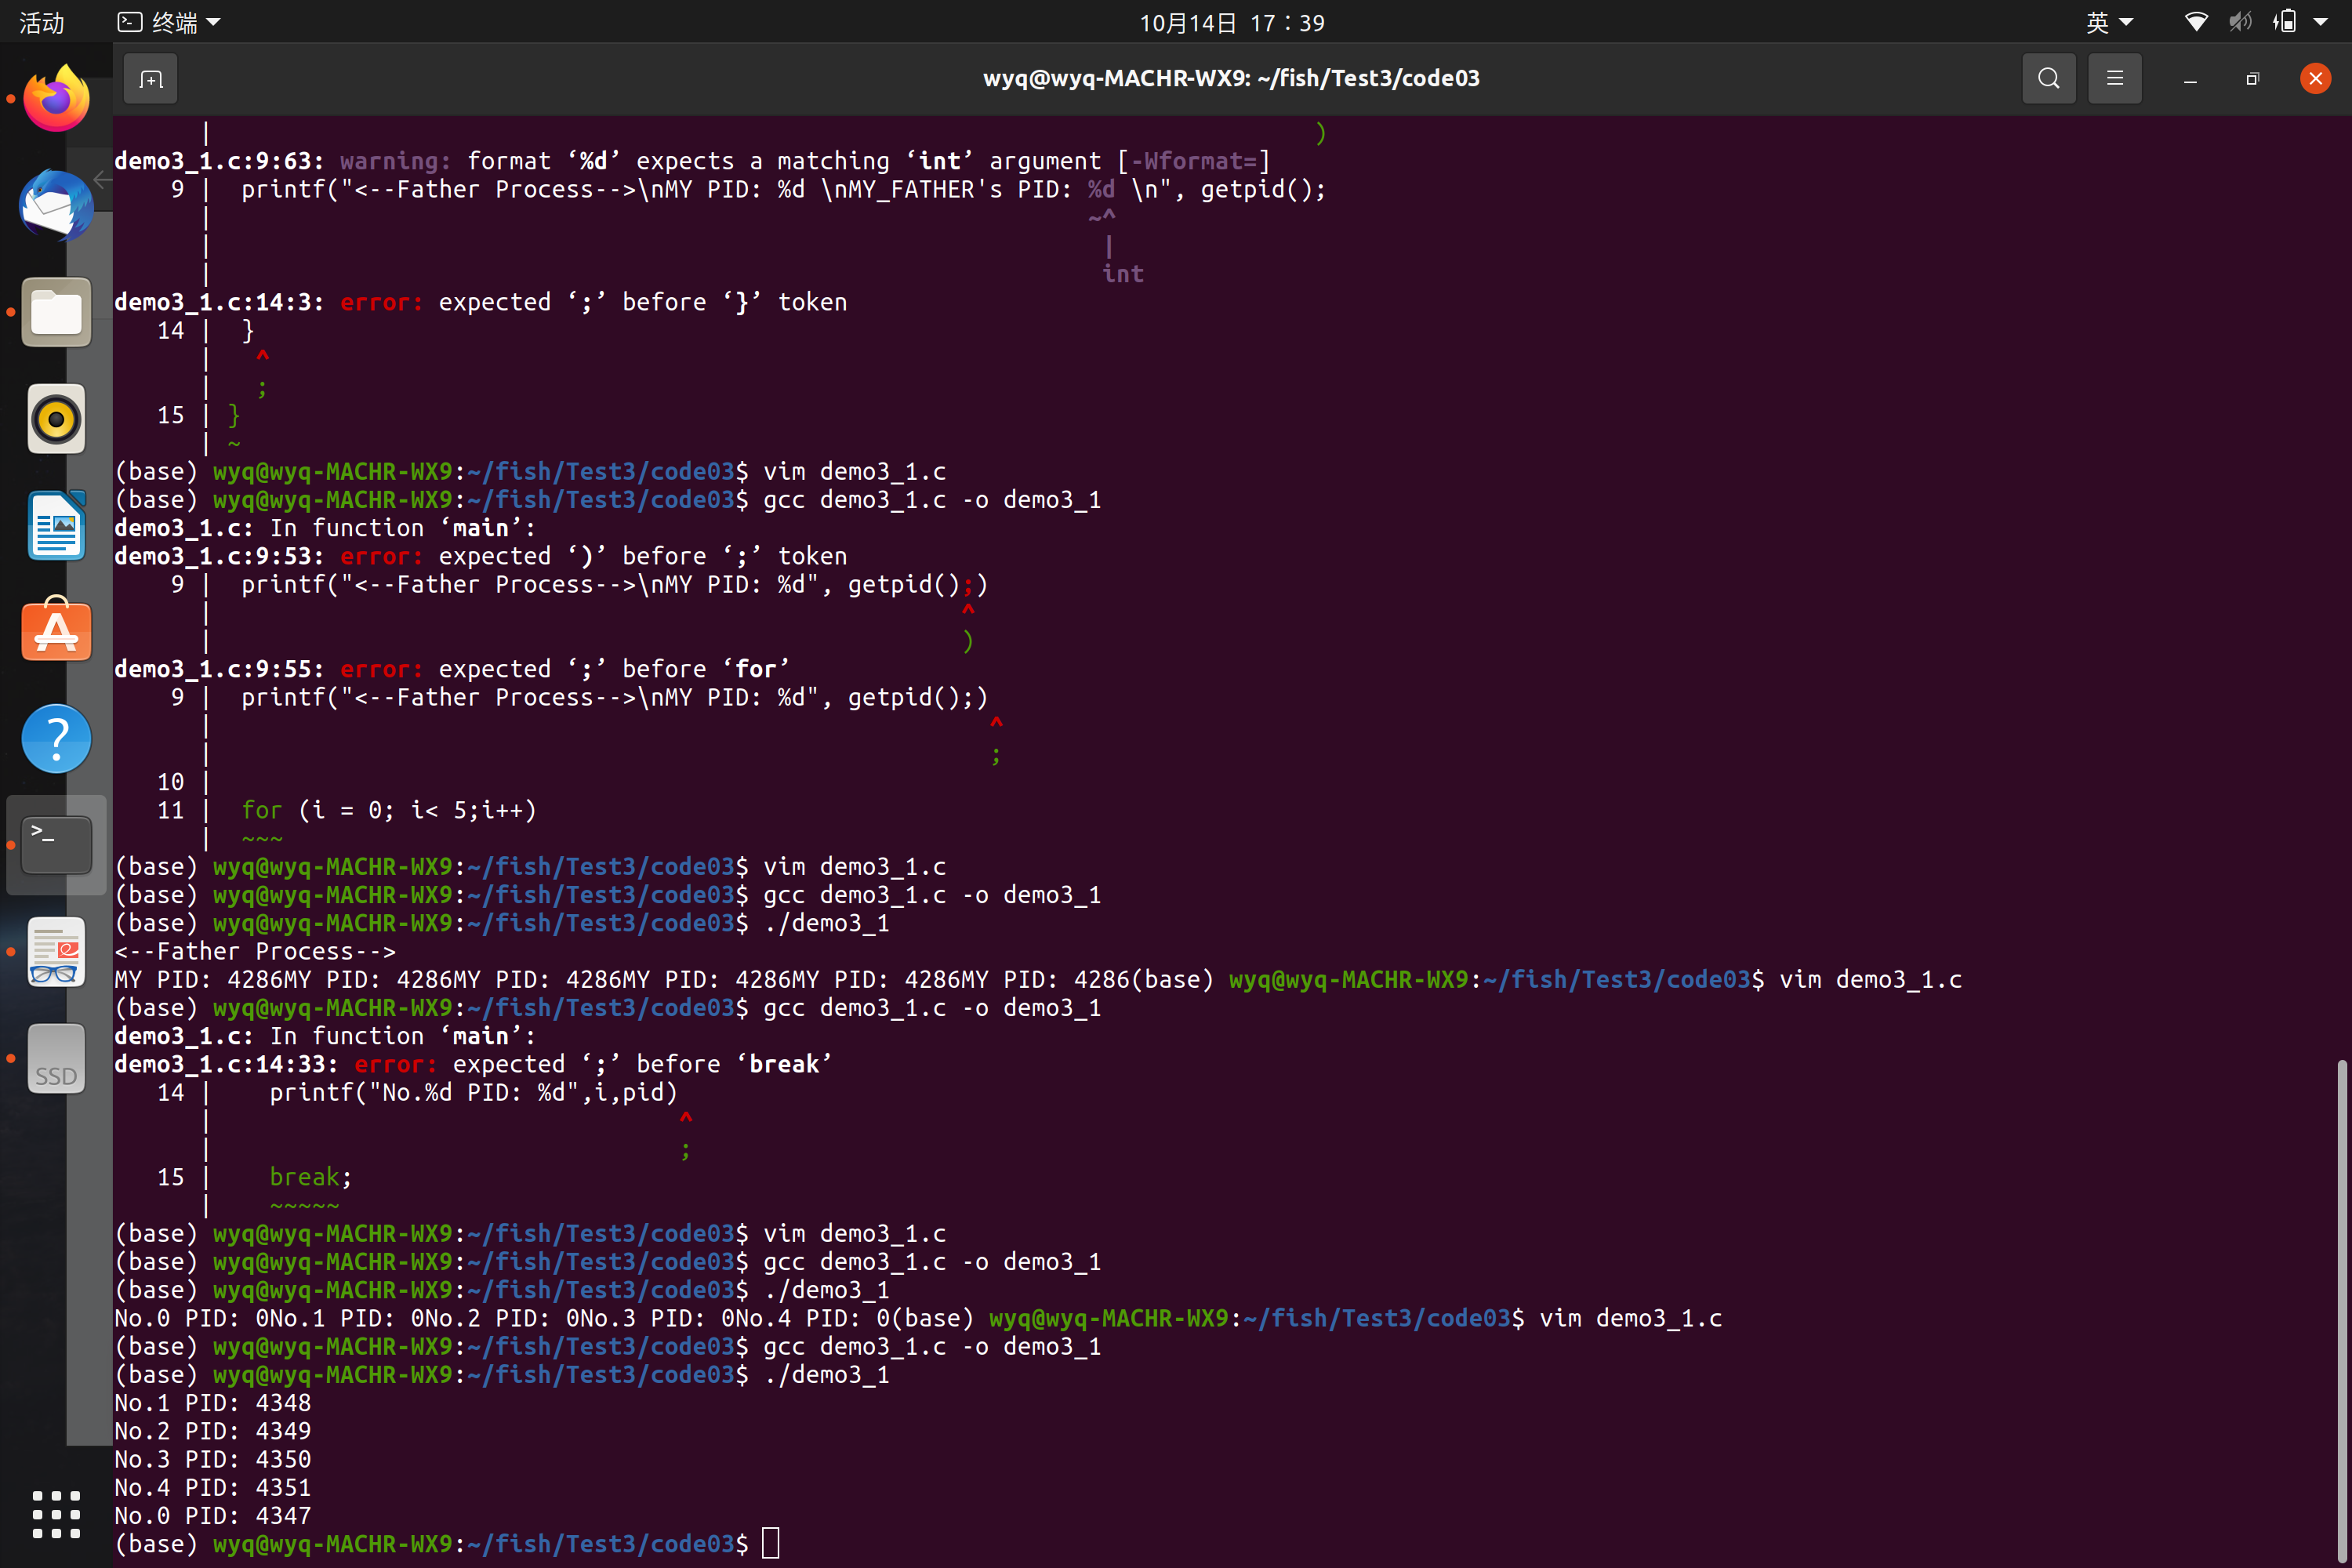 活动 终端 10月14日 17：39 英
wyq@wyq-MACHR-WX9: ~/fish/Test3/code03
| )
demo3_1.c:9:63: warning: format ‘%d’ expects a matching ‘int’ argument [-Wformat=]
9 | printf("<--Father Process-->\nMY PID: %d \nMY_FATHER's PID: %d \n", getpid();
| ~^
| |
| int
demo3_1.c:14:3: error: expected ‘;’ before ‘}’ token
14 | }
| ^
| ;
15 | }
| ~
(base) wyq@wyq-MACHR-WX9:~/fish/Test3/code03$ vim demo3_1.c
(base) wyq@wyq-MACHR-WX9:~/fish/Test3/code03$ gcc demo3_1.c -o demo3_1
demo3_1.c: In function ‘main’:
demo3_1.c:9:53: error: expected ‘)’ before ‘;’ token
9 | printf("<--Father Process-->\nMY PID: %d", getpid();)
| ^
| )
demo3_1.c:9:55: error: expected ‘;’ before ‘for’
9 | printf("<--Father Process-->\nMY PID: %d", getpid();)
| ^
| ;
10 |
11 | for (i = 0; i< 5;i++)
| ~~~
(base) wyq@wyq-MACHR-WX9:~/fish/Test3/code03$ vim demo3_1.c
(base) wyq@wyq-MACHR-WX9:~/fish/Test3/code03$ gcc demo3_1.c -o demo3_1
(base) wyq@wyq-MACHR-WX9:~/fish/Test3/code03$ ./demo3_1
<--Father Process-->
MY PID: 4286MY PID: 4286MY PID: 4286MY PID: 4286MY PID: 4286MY PID: 4286(base) wyq@wyq-MACHR-WX9:~/fish/Test3/code03$ vim demo3_1.c
(base) wyq@wyq-MACHR-WX9:~/fish/Test3/code03$ gcc demo3_1.c -o demo3_1
demo3_1.c: In function ‘main’:
demo3_1.c:14:33: error: expected ‘;’ before ‘break’
14 | printf("No.%d PID: %d",i,pid)
| ^
| ;
15 | break;
| ~~~~~
(base) wyq@wyq-MACHR-WX9:~/fish/Test3/code03$ vim demo3_1.c
(base) wyq@wyq-MACHR-WX9:~/fish/Test3/code03$ gcc demo3_1.c -o demo3_1
(base) wyq@wyq-MACHR-WX9:~/fish/Test3/code03$ ./demo3_1
No.0 PID: 0No.1 PID: 0No.2 PID: 0No.3 PID: 0No.4 PID: 0(base) wyq@wyq-MACHR-WX9:~/fish/Test3/code03$ vim demo3_1.c
(base) wyq@wyq-MACHR-WX9:~/fish/Test3/code03$ gcc demo3_1.c -o demo3_1
(base) wyq@wyq-MACHR-WX9:~/fish/Test3/code03$ ./demo3_1
No.1 PID: 4348
No.2 PID: 4349
No.3 PID: 4350
No.4 PID: 4351
No.0 PID: 4347
(base) wyq@wyq-MACHR-WX9:~/fish/Test3/code03$
SSD